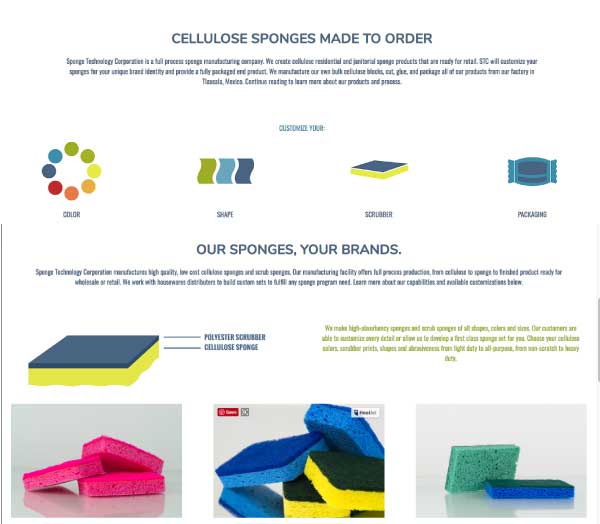 CELLULOSE SPONGES MADE TO ORDER
Sponge Technology Corporation is a full process sponge manufacturing company. We create cellulose residential and janitorial sponge products that are ready for retail. STC will customize your
sponges for your unique brand identity and provide a fully packaged end product. We manufacture our own bulk cellulose blocks, cut, glue, and package all of our products from our factory in
Tlaxcala, Mexico. Continue reading to learn more about our products and process.
CUSTOMIZE YOUR:
COLOR
SHAPE
SCRUBBER
PACKAGING
OUR SPONGES, YOUR BRANDS.
Sponge Technology Corporation manufactures high quality, low cost cellulose sponges and scrub sponges. Our manufacturing facility offers full process production, from cellulose to sponge to finished product ready for
wholesale or retail. We work with housewares distributors to build custom sets to fulfill any sponge program need. Learn more about our capabilities and available customizations below.
POLYESTER SCRUBBER
CELLULOSE SPONGE
We make high-absorbency sponges and scrub sponges of all shapes, colors and sizes. Our customers are
able to customize every detail or allow us to develop a first class sponge set for you. Choose your cellulose
colors, scrubber prints, shapes and abrasiveness from light duty to all-purpose, from non-scratch to heavy
duty.
Save